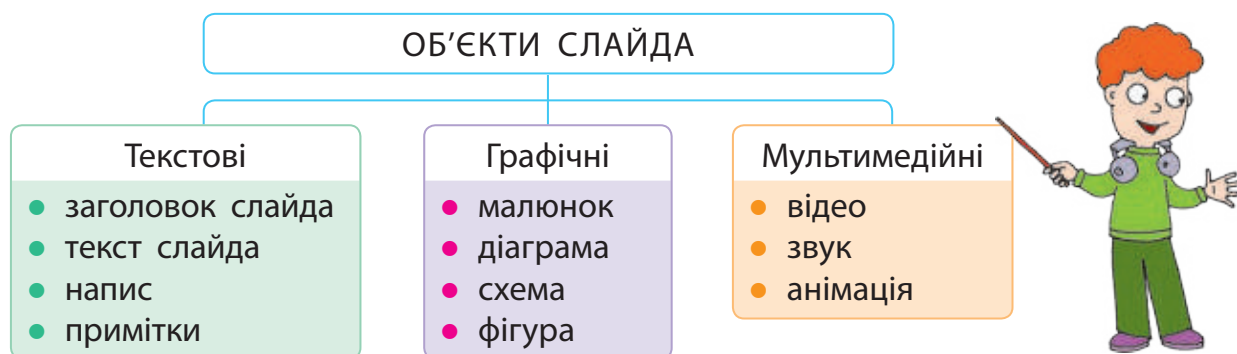 ОБ’ЄКТИ СЛАЙДА
Текстові
заголовок слайда
текст слайда
напис
примітки
Графічні
малюнок
діаграма
схема
фігура
Мультимедійні
відео
звук
анімація